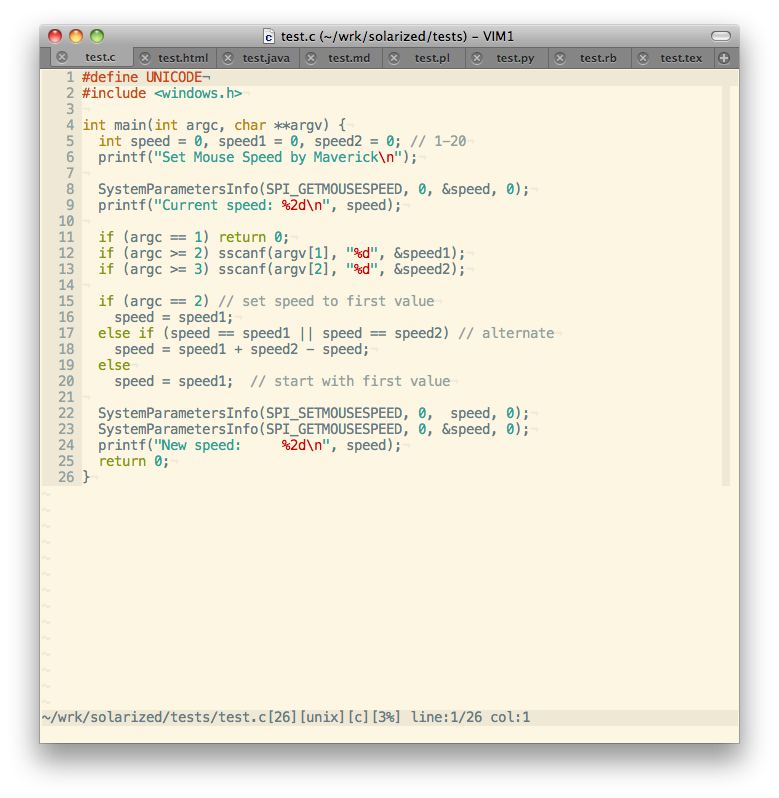 test.c (~/wrk/solarized/tests) – VIM1
test.c test.html test.java test.md test.pl test.py test.rb test.tex
1 #define UNICODE¬
2 #include <windows.h>¬
3 ¬
4 int main(int argc, char **argv) {¬
5   int speed = 0, speed1 = 0, speed2 = 0; // 1-20¬
6   printf("Set Mouse Speed by Maverick\n");¬
7 ¬
8   SystemParametersInfo(SPI_GETMOUSESPEED, 0, &speed, 0);¬
9   printf("Current speed: %2d\n", speed);¬
10 ¬
11   if (argc == 1) return 0;¬
12   if (argc >= 2) sscanf(argv[1], "%d", &speed1);¬
13   if (argc >= 3) sscanf(argv[2], "%d", &speed2);¬
14 ¬
15   if (argc == 2) // set speed to first value¬
16     speed = speed1;¬
17   else if (speed == speed1 || speed == speed2) // alternate¬
18     speed = speed1 + speed2 - speed;¬
19   else¬
20     speed = speed1;  // start with first value¬
21 ¬
22   SystemParametersInfo(SPI_SETMOUSESPEED, 0,  speed, 0);¬
23   SystemParametersInfo(SPI_GETMOUSESPEED, 0, &speed, 0);¬
24   printf("New speed:     %2d\n", speed);¬
25   return 0;¬
26 }¬
~
~
~
~
~
~
~
~
~
~
~
~
~
~
~/wrk/solarized/tests/test.c[26][unix][c][3%] line:1/26 col:1